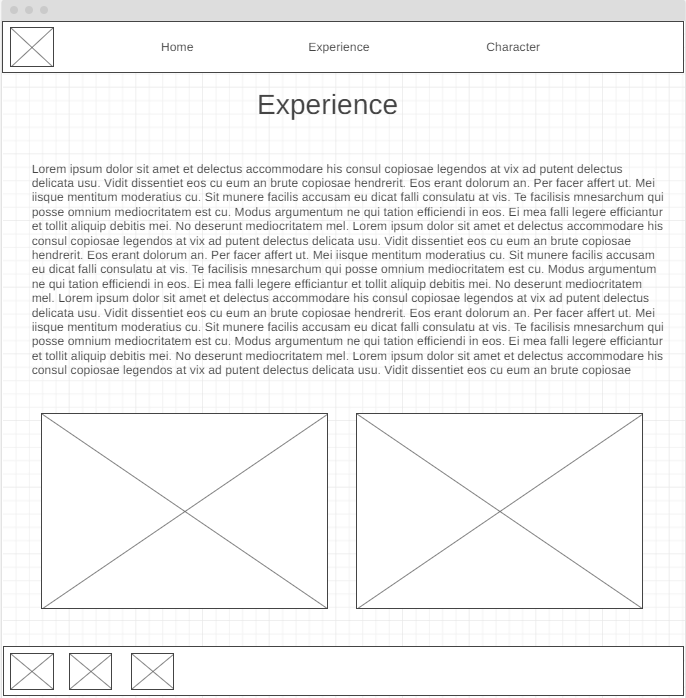 Home Experience Character
Experience
Lorem ipsum dolor sit amet et delectus accommodare his consul copiosae legendos at vix ad putent delectus
delicata usu. Vidit dissentiet eos cu eum an brute copiosae hendrerit. Eos erant dolorum an. Per facer affert ut. Mei
iisque mentitum moderatius cu. Sit munere facilis accusam eu dicat falli consulatu at vis. Te facilisis mnesarchum qui
posse omnium mediocritatem est cu. Modus argumentum ne qui tation efficiendi in eos. Ei mea falli legere efficiantur
et tollit aliquip debitis mei. No deserunt mediocritatem mel. Lorem ipsum dolor sit amet et delectus accommodare his
consul copiosae legendos at vix ad putent delectus delicata usu. Vidit dissentiet eos cu eum an brute copiosae
hendrerit. Eos erant dolorum an. Per facer affert ut. Mei iisque mentitum moderatius cu. Sit munere facilis accusam
eu dicat falli consulatu at vis. Te facilisis mnesarchum qui posse omnium mediocritatem est cu. Modus argumentum
ne qui tation efficiendi in eos. Ei mea falli legere efficiantur et tollit aliquip debitis mei. No deserunt mediocritatem
mel. Lorem ipsum dolor sit amet et delectus accommodare his consul copiosae legendos at vix ad putent delectus
delicata usu. Vidit dissentiet eos cu eum an brute copiosae hendrerit. Eos erant dolorum an. Per facer affert ut. Mei
iisque mentitum moderatius cu. Sit munere facilis accusam eu dicat falli consulatu at vis. Te facilisis mnesarchum qui
posse omnium mediocritatem est cu. Modus argumentum ne qui tation efficiendi in eos. Ei mea falli legere efficiantur
et tollit aliquip debitis mei. No deserunt mediocritatem mel. Lorem ipsum dolor sit amet et delectus accommodare his
consul copiosae legendos at vix ad putent delectus delicata usu. Vidit dissentiet eos cu eum an brute copiosae